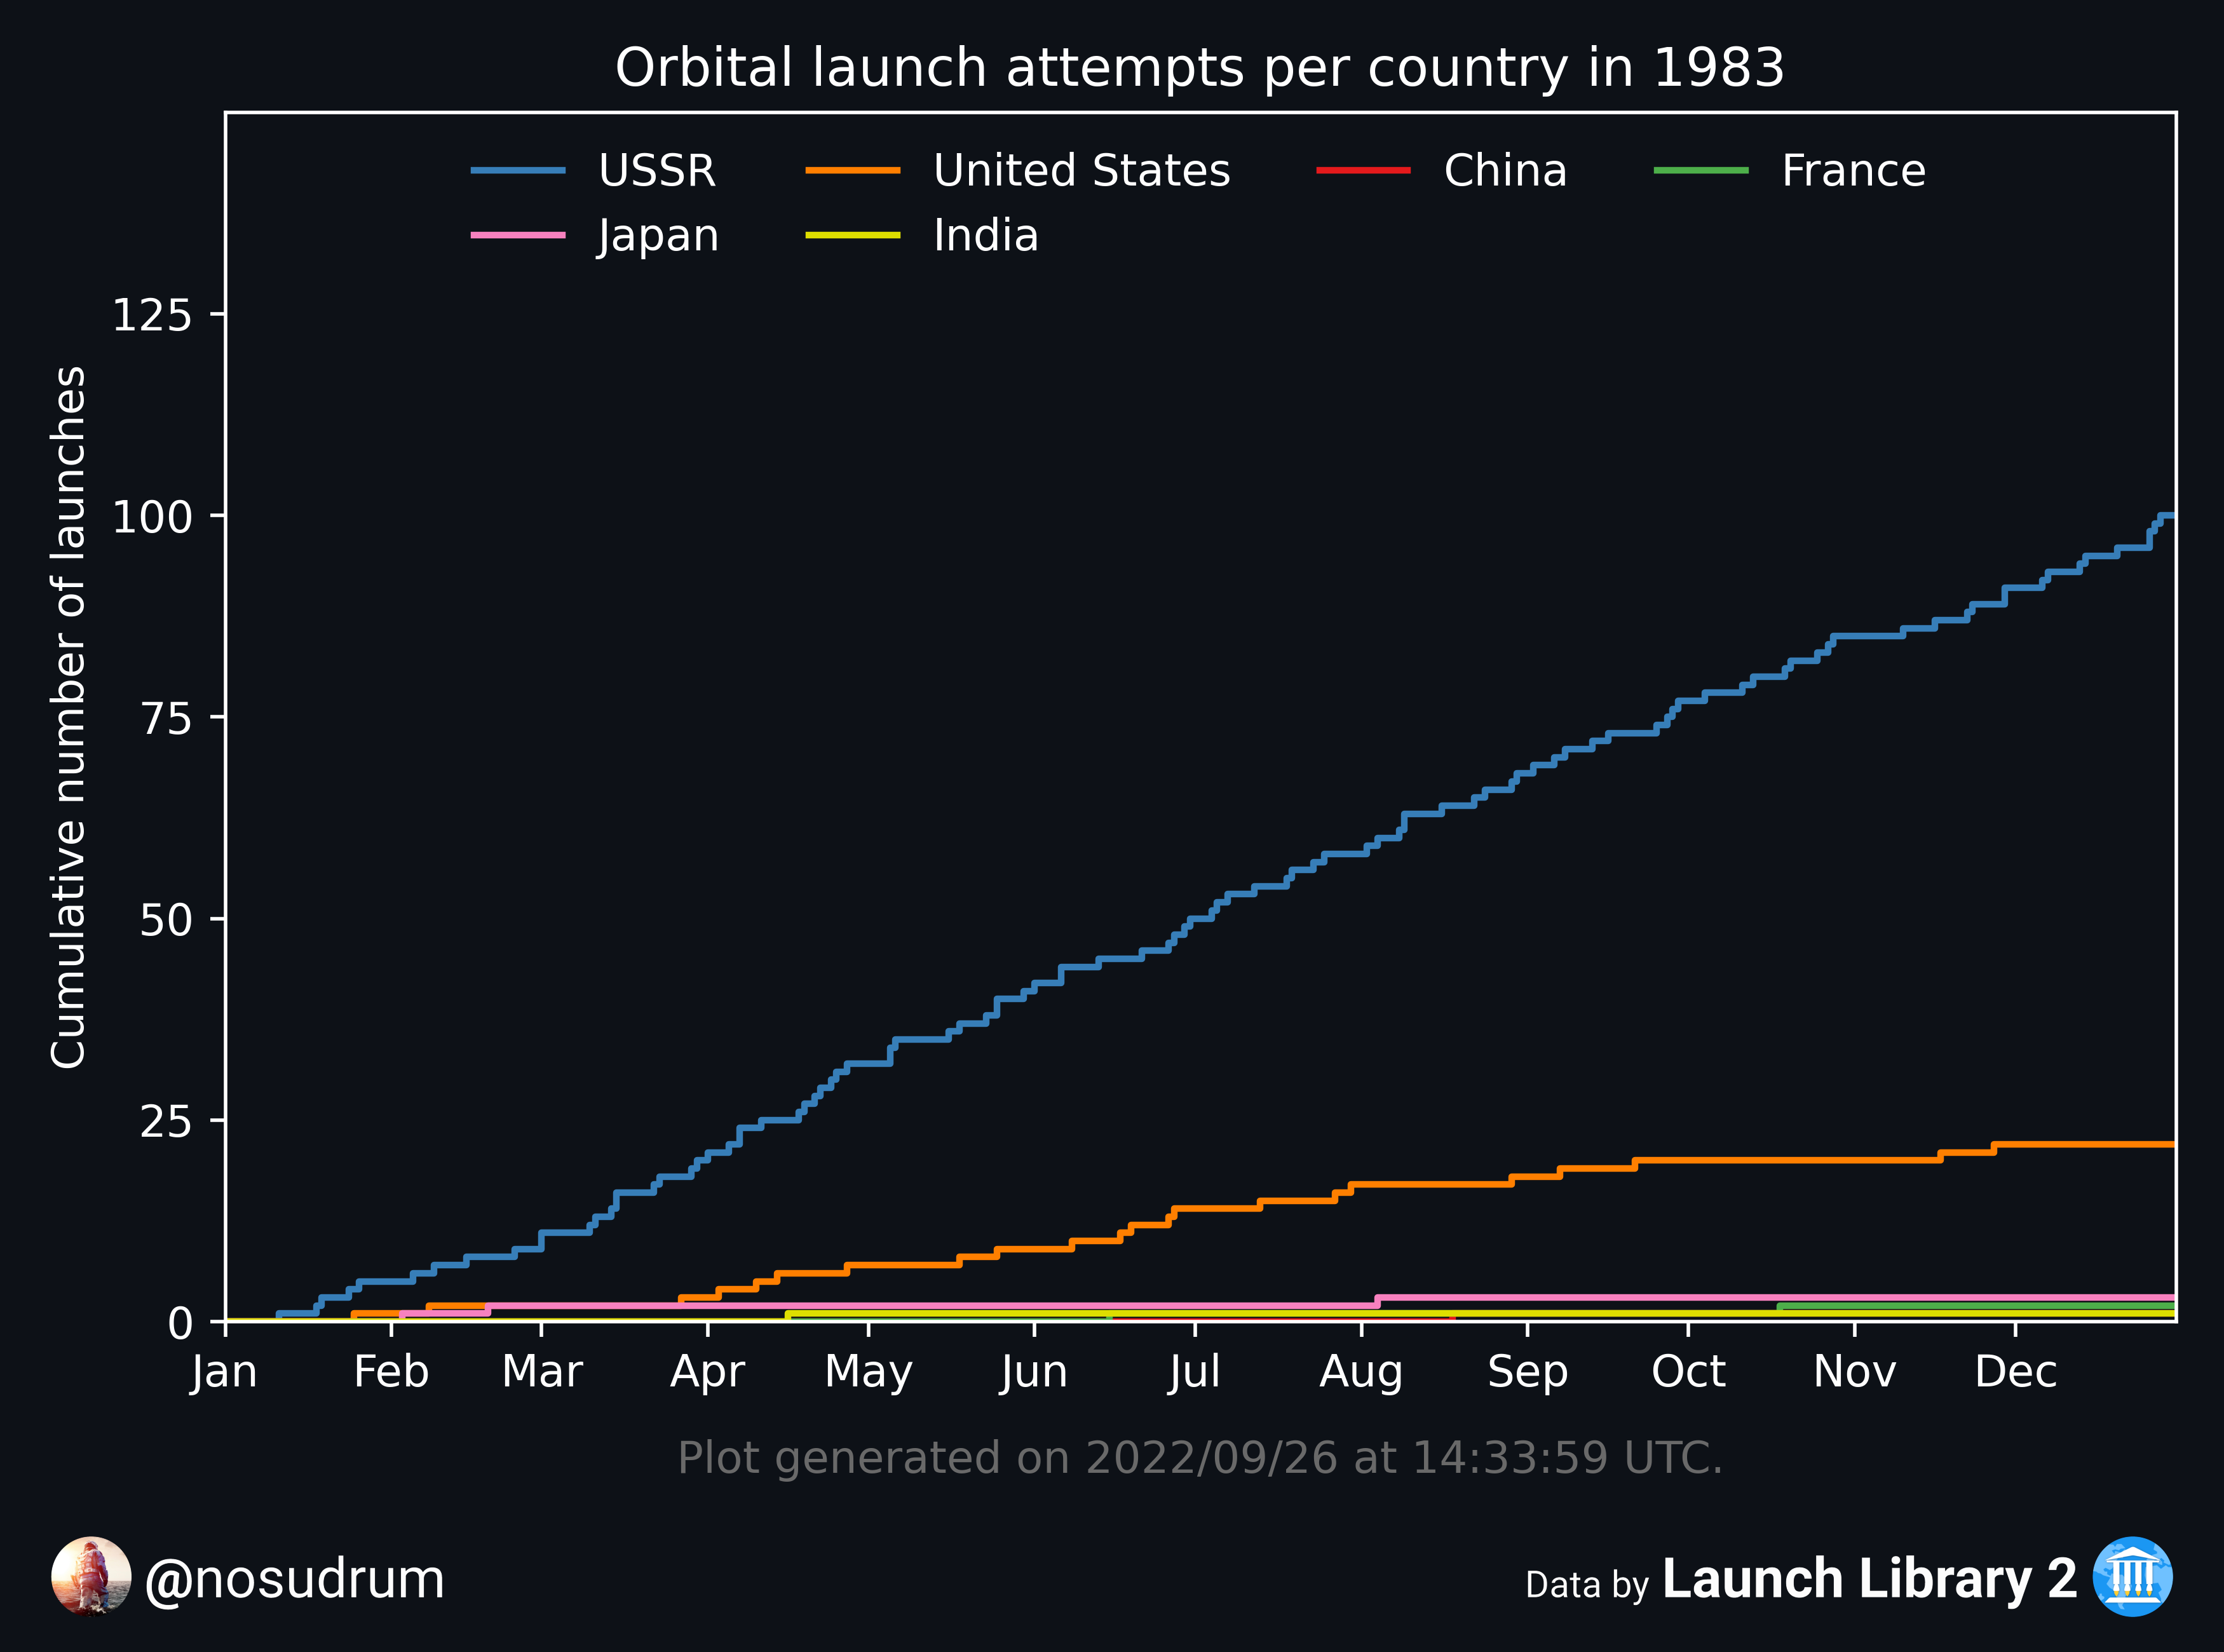 Orbital launch attempts per country in 1983
USSR United States China France
Japan India
Cumulative number of launches
125
100
75
50
25
0
Jan Feb Mar Apr May Jun Jul Aug Sep Oct Nov Dec
Plot generated on 2022/09/26 at 14:33:59 UTC.
@nosudrum
Data by Launch Library 2